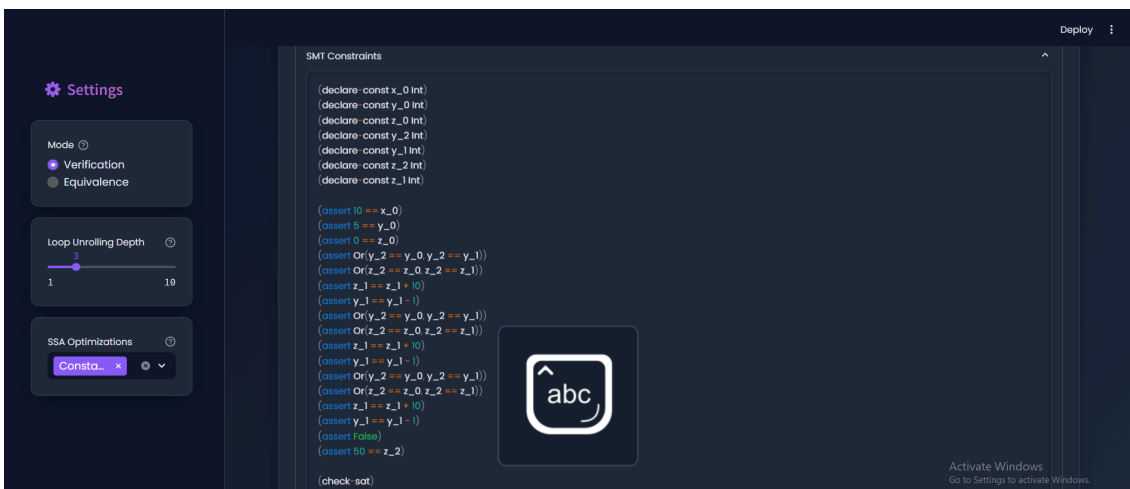 Deploy
SMT Constraints
Settings
(declare-const x_0 Int)
(declare-const y_0 Int)
(declare-const z_0 Int)
(declare-const y_2 Int)
(declare-const y_1 Int)
(declare-const z_2 Int)
(declare-const z_1 Int)
Mode
Verification
Equivalence
(assert 10 == x_0)
(assert 5 == y_0)
(assert 0 == z_0)
(assert Or(y_2 == y_0, y_2 == y_1))
(assert Or(z_2 == z_0, z_2 == z_1))
(assert z_1 == z_1 + 10)
(assert y_1 == y_1 - 1)
(assert Or(y_2 == y_0, y_2 == y_1))
(assert Or(z_2 == z_0, z_2 == z_1))
(assert z_1 == z_1 + 10)
(assert y_1 == y_1 - 1)
(assert Or(y_2 == y_0, y_2 == y_1))
(assert Or(z_2 == z_0, z_2 == z_1))
(assert z_1 == z_1 + 10)
(assert y_1 == y_1 - 1)
(assert False)
(assert 50 == z_2)
(check-sat)
Loop Unrolling Depth
3
1 10
SSA Optimizations
Consta...
abc
Activate Windows
Go to Settings to activate Windows.